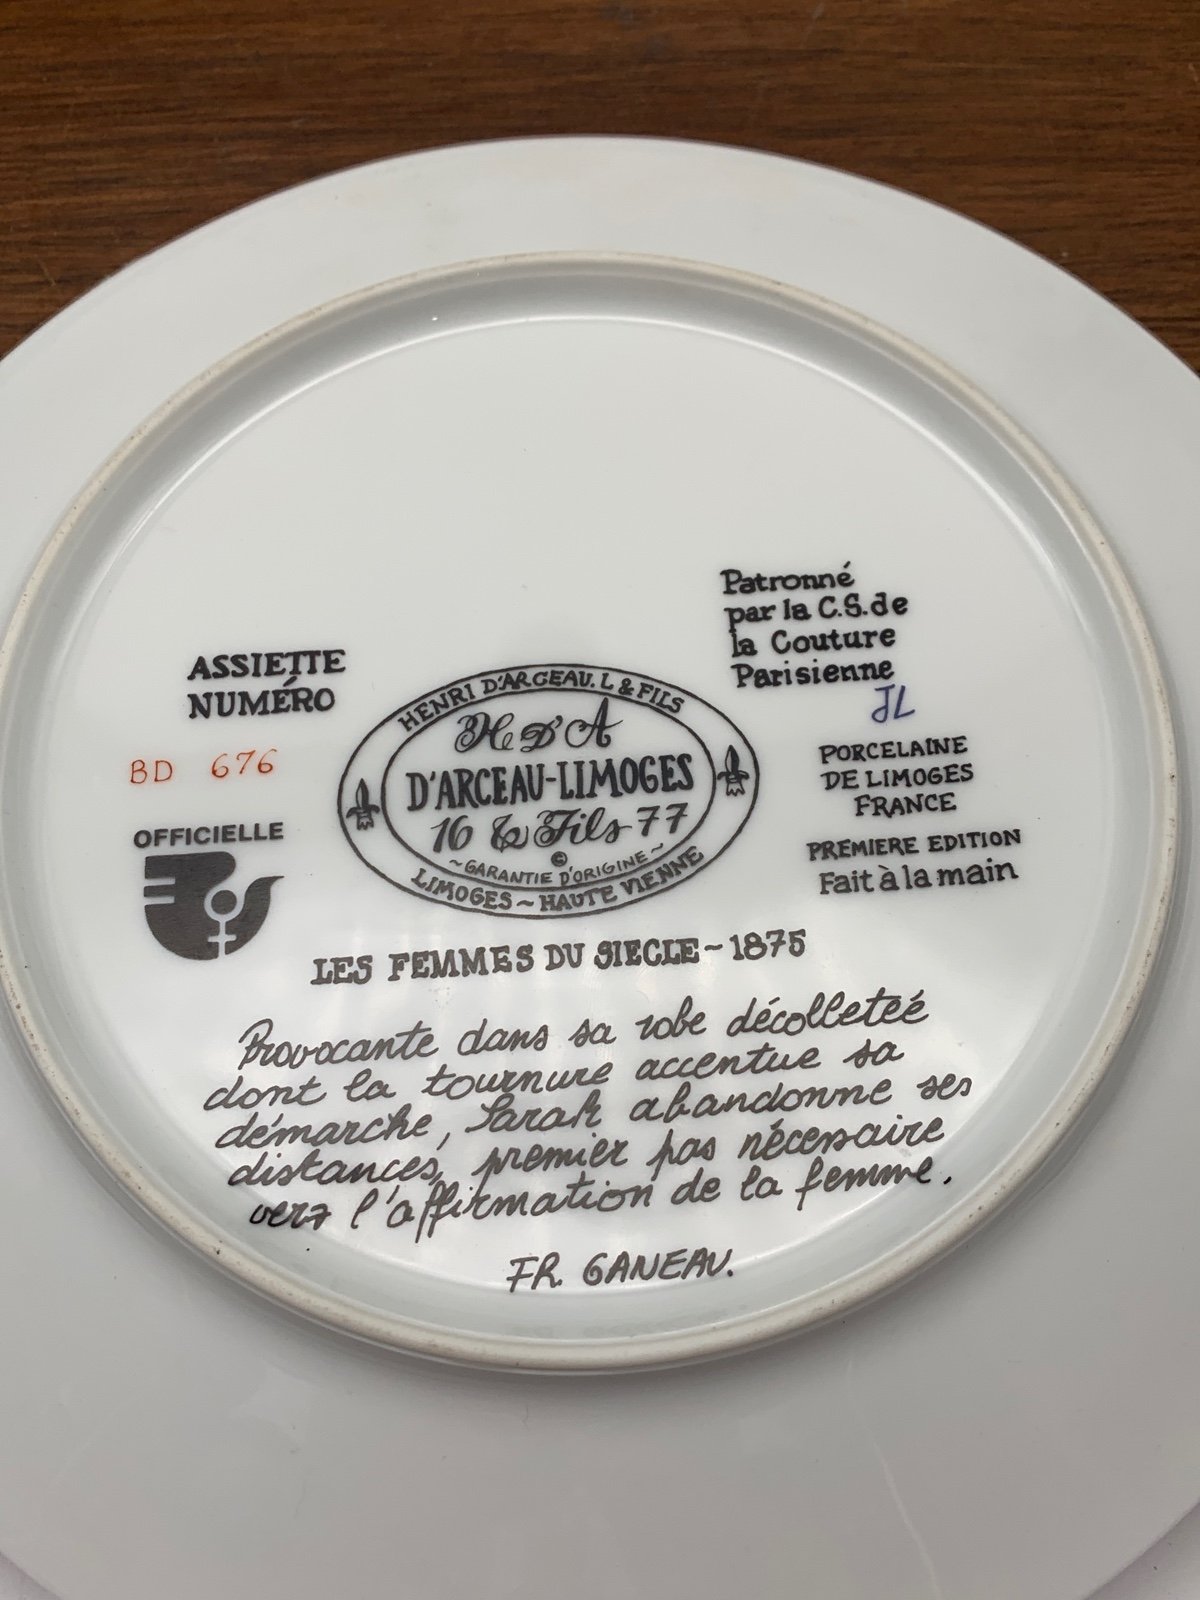 Patronné
par la C.S. de
la Couture
Parisienne
JL
ASSIETTE
NUMÉRO
BD 676
OFFICIELLE
HENRI D'ARCEAU. L & FILS
H D'A
D'ARCEAU-LIMOGES
16 & Fils 77
©
~GARANTIE D'ORIGINE~
LIMOGES ~ HAUTE VIENNE
PORCELAINE
DE LIMOGES
FRANCE
PREMIERE EDITION
Fait à la main
LES FEMMES DU SIECLE ~ 1875
Provocante dans sa robe décolleteé
dont la tournure accentue sa
démarche, Sarah abandonne ses
distances, premier pas nécessaire
vers l'affirmation de la femme.
FR. GANEAU.